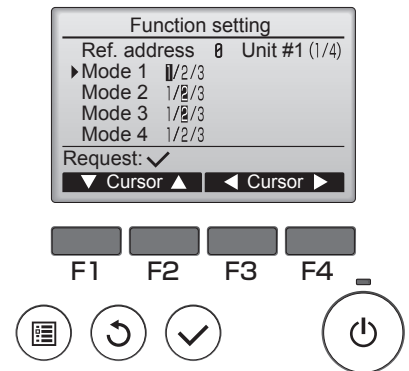 Function setting
Ref. address 0 Unit #1 (1/4)
▶Mode 1 1/2/3
Mode 2 1/2/3
Mode 3 1/2/3
Mode 4 1/2/3
Request: ✓
▼ Cursor ▲ ◀ Cursor ▶
F1 F2 F3 F4